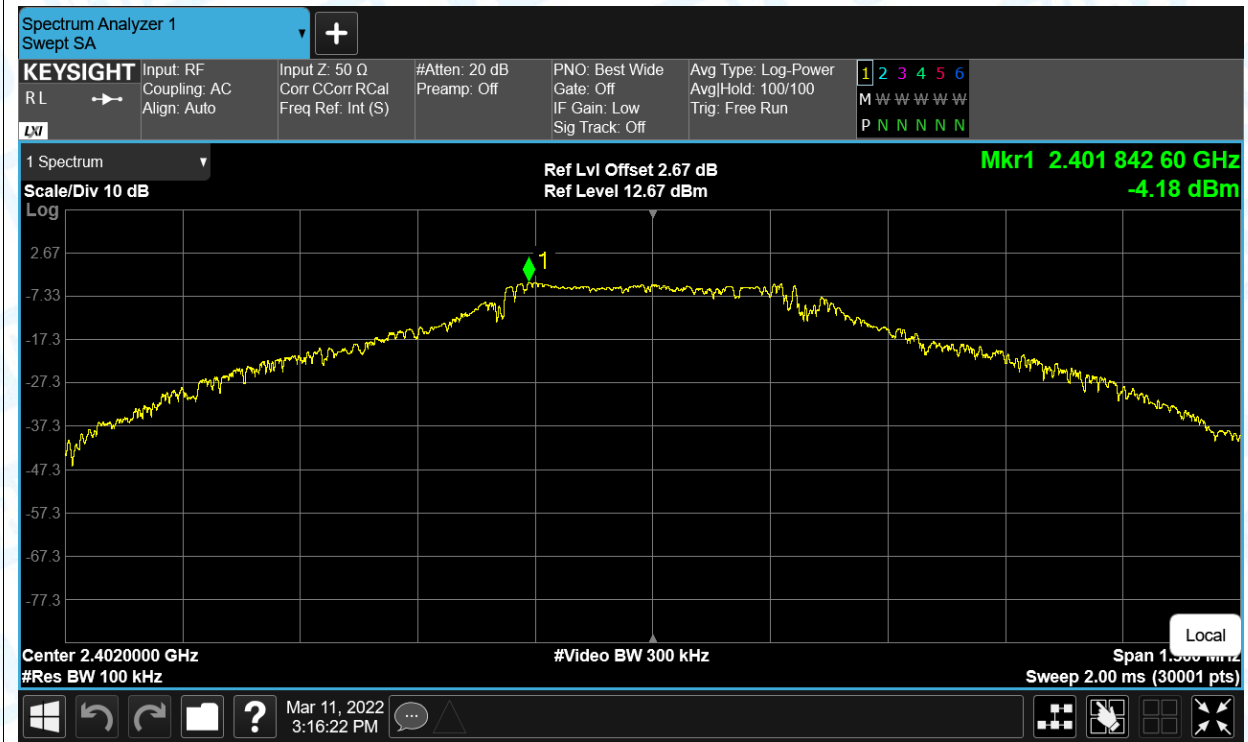 Spectrum Analyzer 1
Swept SA
KEYSIGHT
R L
LXI
Input: RF
Coupling: AC
Align: Auto
Input Z: 50 Ω
Corr CCorr RCal
Freq Ref: Int (S)
#Atten: 20 dB
Preamp: Off
PNO: Best Wide
Gate: Off
IF Gain: Low
Sig Track: Off
Avg Type: Log-Power
Avg|Hold: 100/100
Trig: Free Run
1 2 3 4 5 6
M W W W W W W
P N N N N N N
1 Spectrum
Scale/Div 10 dB
Log
Ref Lvl Offset 2.67 dB
Ref Level 12.67 dBm
Mkr1 2.401 842 60 GHz
-4.18 dBm
1
2.67
-7.33
-17.3
-27.3
-37.3
-47.3
-57.3
-67.3
-77.3
Local
Center 2.4020000 GHz
#Video BW 300 kHz
Span
#Res BW 100 kHz
Sweep 2.00 ms (30001 pts)
?
Mar 11, 2022
3:16:22 PM